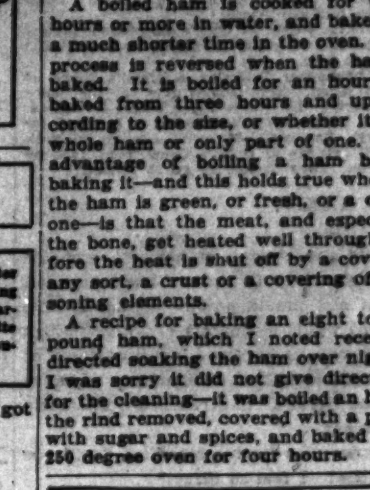 A boiled ham is cooked for
hours or more in water, and bake
a much shorter time in the oven.
process is reversed when the ha
baked. It is boiled for an hour
baked from three hours and up
cording to the size, or whether it
whole ham or only part of one.
advantage of boiling a ham b
baking it—and this holds true whe
the ham is green, or fresh, or a c
one—is that the meat, and espec
the bone, get heated well through
fore the heat is shut off by a cov
any sort, a crust or a covering of
soning elements.
A recipe for baking an eight to
pound ham, which I noted rece
directed soaking the ham over nig
I was sorry it did not give direc
for the cleaning—it was boiled an h
the rind removed, covered with a p
with sugar and spices, and baked
250 degree oven for four hours.
got